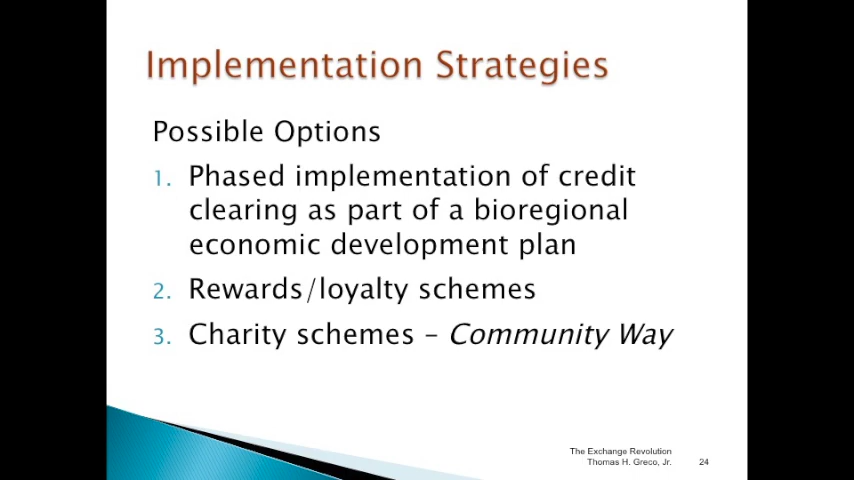 Implementation Strategies
Possible Options
1. Phased implementation of credit
clearing as part of a bioregional
economic development plan
2. Rewards/loyalty schemes
3. Charity schemes – Community Way
The Exchange Revolution
Thomas H. Greco, Jr.
24